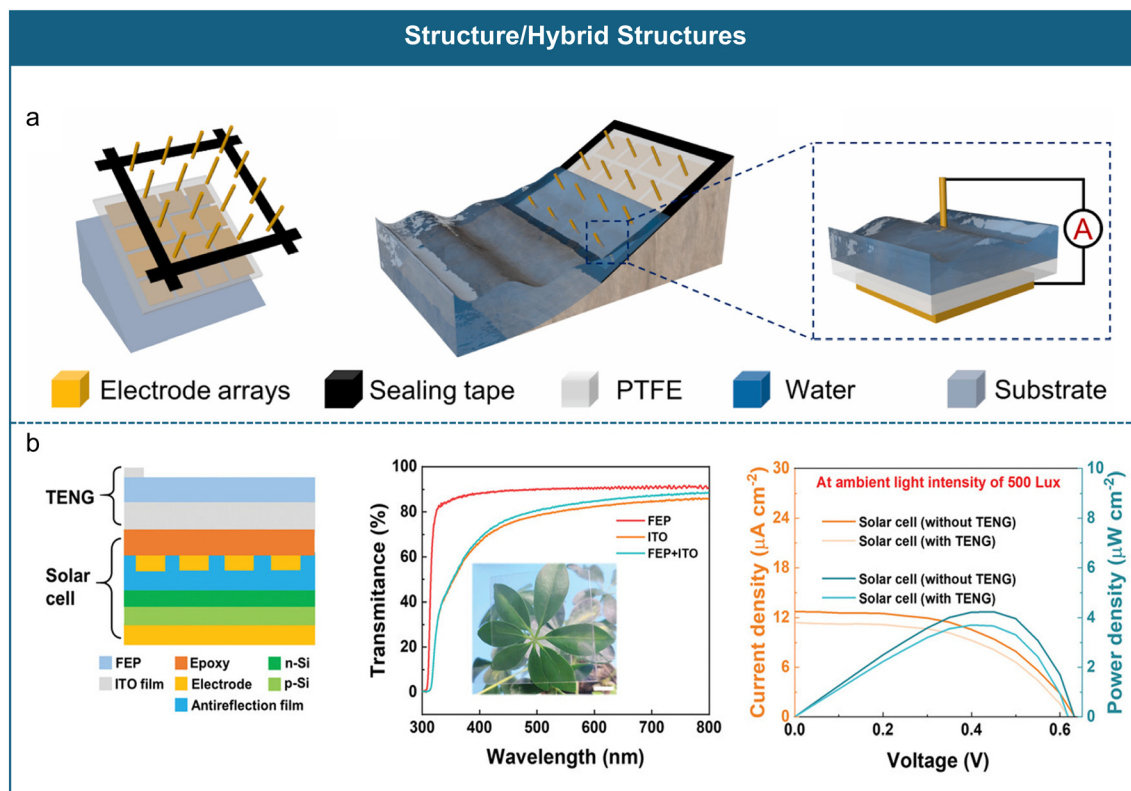 Structure/Hybrid Structures
a
A
Electrode arrays
Sealing tape
PTFE
Water
Substrate
b
TENG
Solar
cell
FEP
Epoxy
n-Si
ITO film
Electrode
p-Si
Antireflection film
Transmitance (%)
100
80
60
40
20
0
FEP
ITO
FEP+ITO
300
400
500
600
700
800
Wavelength (nm)
Current density (μA cm⁻²)
30
24
18
12
6
0
At ambient light intensity of 500 Lux
Solar cell (without TENG)
Solar cell (with TENG)
Solar cell (without TENG)
Solar cell (with TENG)
10
8
6
4
2
0
Power density (μW cm⁻²)
0.0
0.2
0.4
0.6
Voltage (V)